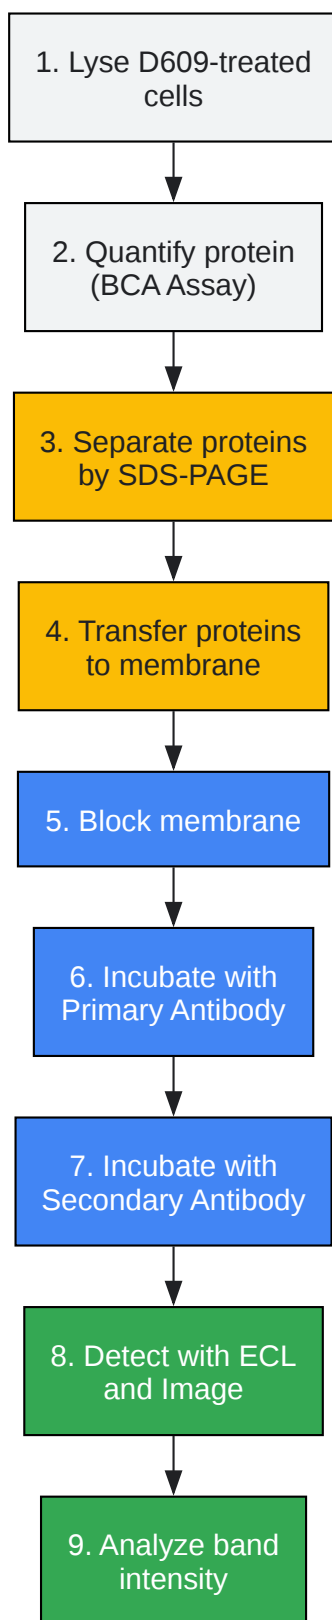 1. Lyse D609-treated
cells
2. Quantify protein
(BCA Assay)
3. Separate proteins
by SDS-PAGE
4. Transfer proteins
to membrane
5. Block membrane
6. Incubate with
Primary Antibody
7. Incubate with
Secondary Antibody
8. Detect with ECL
and Image
9. Analyze band
intensity